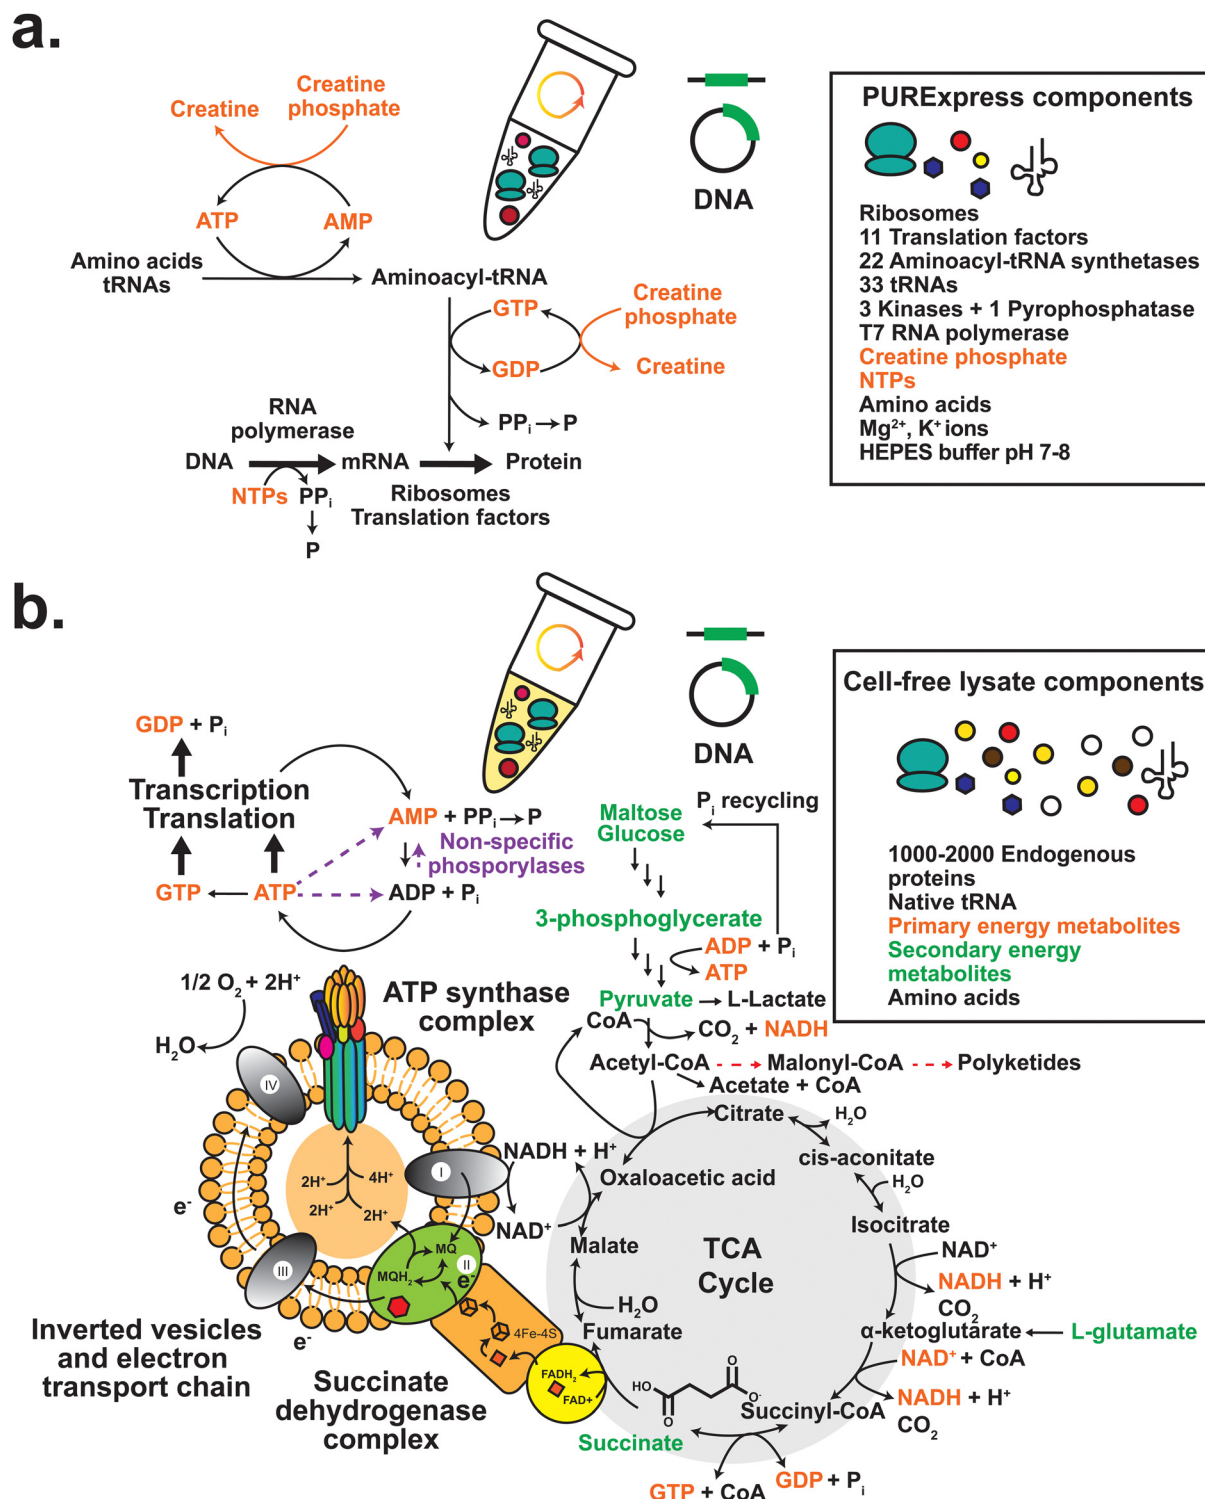 a.
Creatine
Creatine
phosphate
ATP
AMP
Amino acids
tRNAs
Aminoacyl-tRNA
GTP
GDP
Creatine
phosphate
Creatine
PPi
P
RNA
polymerase
DNA
mRNA
Protein
NTPs
PPi
P
Ribosomes
Translation factors
DNA
PURExpress components
Ribosomes
11 Translation factors
22 Aminoacyl-tRNA synthetases
33 tRNAs
3 Kinases + 1 Pyrophosphatase
T7 RNA polymerase
Creatine phosphate
NTPs
Amino acids
Mg2+, K+ ions
HEPES buffer pH 7-8
b.
GDP + Pi
Transcription
Translation
GTP
ATP
AMP + PPi
P
Non-specific
phosporylases
ADP + Pi
DNA
Cell-free lysate components
1000-2000 Endogenous
proteins
Native tRNA
Primary energy metabolites
Secondary energy
metabolites
Amino acids
Maltose
Glucose
Pi recycling
3-phosphoglycerate
ADP + Pi
ATP
Pyruvate
L-Lactate
CoA
CO2 + NADH
Acetyl-CoA
Malonyl-CoA
Polyketides
Acetate + CoA
1/2 O2 + 2H+
H2O
ATP synthase
complex
IV
I
II
III
2H+
4H+
2H+
2H+
e-
e-
e-
MQ
MQH2
4Fe-4S
FADH2
FAD+
Inverted vesicles
and electron
transport chain
Succinate
dehydrogenase
complex
NADH + H+
NAD+
TCA
Cycle
Citrate
H2O
cis-aconitate
H2O
Isocitrate
NAD+
NADH + H+
CO2
α-ketoglutarate
L-glutamate
NAD+ + CoA
NADH + H+
CO2
Succinyl-CoA
HO
O
O
O-
Succinate
GTP + CoA
GDP + Pi
Fumarate
H2O
Malate
Oxaloacetic acid